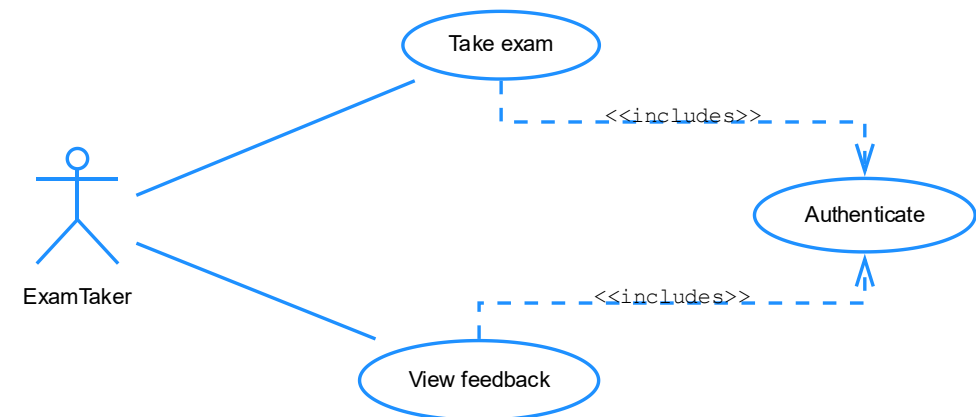 Take exam
<<includes>>
Authenticate
ExamTaker
<<includes>>
View feedback